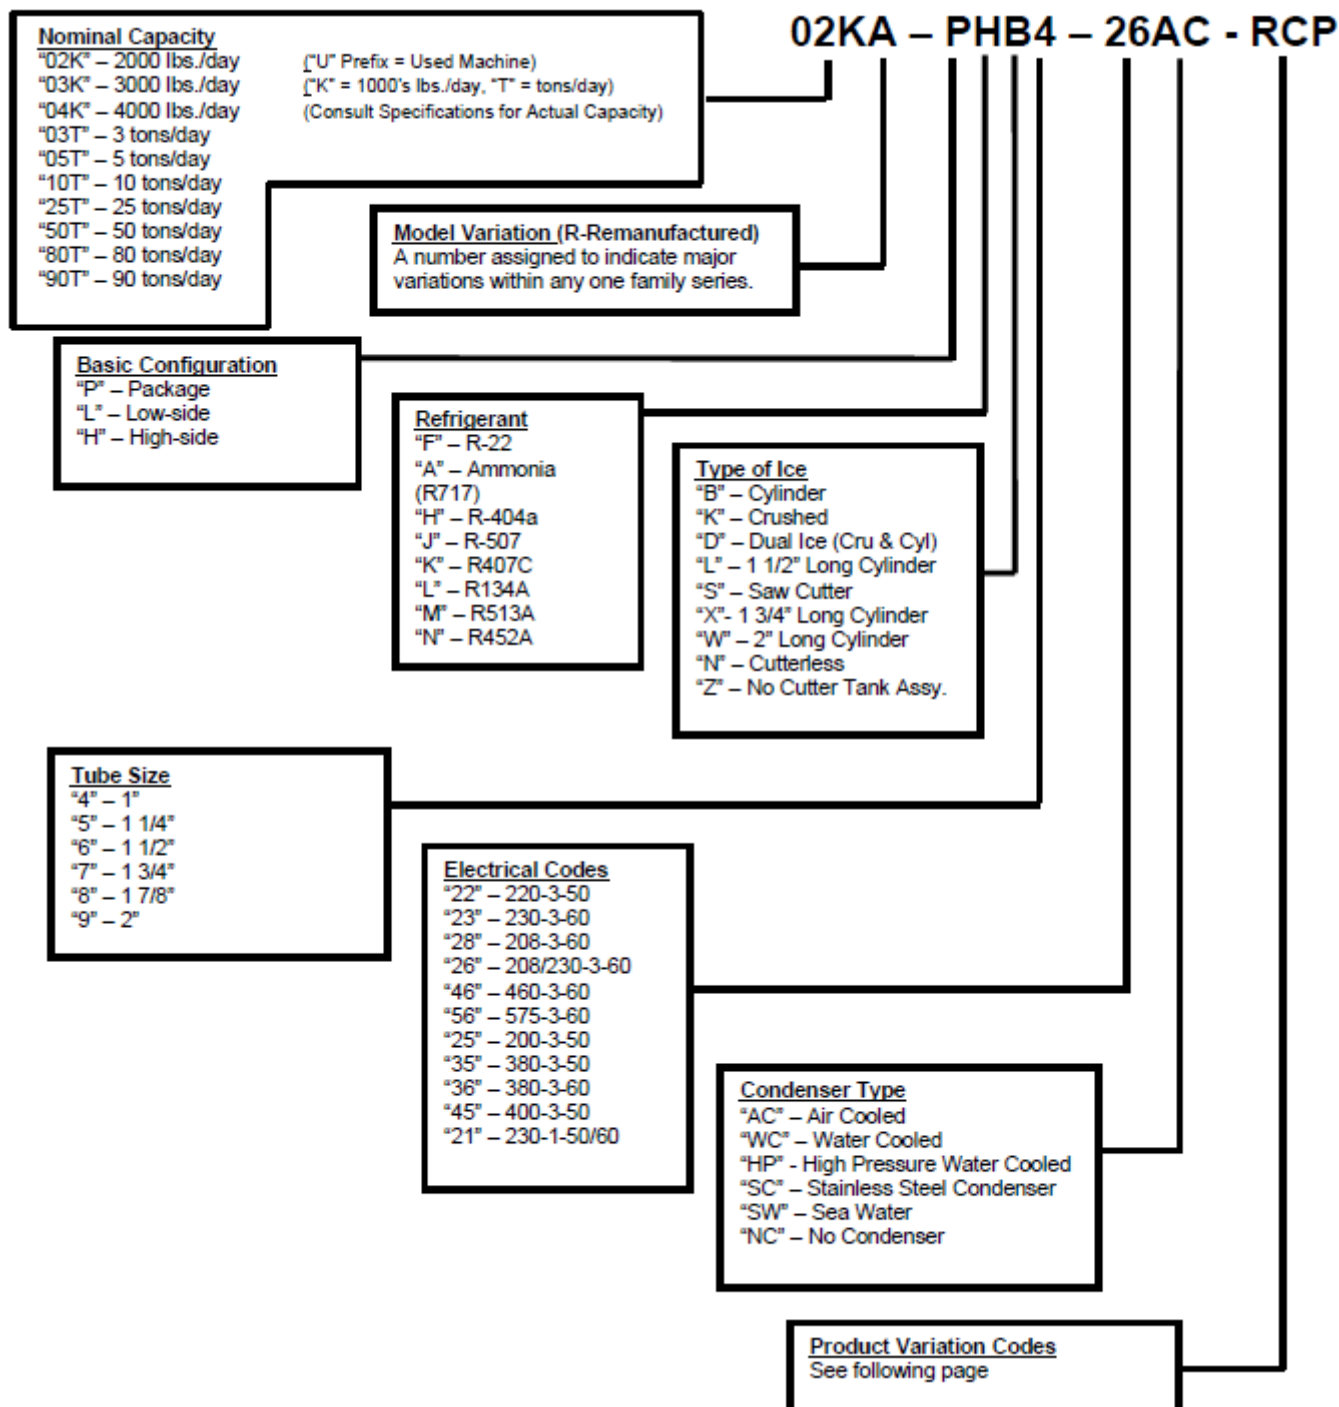 02KA – PHB4 – 26AC - RCP
Nominal Capacity
"02K" – 2000 lbs./day ("U" Prefix = Used Machine)
"03K" – 3000 lbs./day ("K" = 1000's lbs./day, "T" = tons/day)
"04K" – 4000 lbs./day (Consult Specifications for Actual Capacity)
"03T" – 3 tons/day
"05T" – 5 tons/day
"10T" – 10 tons/day
"25T" – 25 tons/day
"50T" – 50 tons/day
"80T" – 80 tons/day
"90T" – 90 tons/day
Model Variation (R-Remanufactured)
A number assigned to indicate major
variations within any one family series.
Basic Configuration
"P" – Package
"L" – Low-side
"H" – High-side
Refrigerant
"F" – R-22
"A" – Ammonia
(R717)
"H" – R-404a
"J" – R-507
"K" – R407C
"L" – R134A
"M" – R513A
"N" – R452A
Type of Ice
"B" – Cylinder
"K" – Crushed
"D" – Dual Ice (Cru & Cyl)
"L" – 1 1/2" Long Cylinder
"S" – Saw Cutter
"X"- 1 3/4" Long Cylinder
"W" – 2" Long Cylinder
"N" – Cutterless
"Z" – No Cutter Tank Assy.
Tube Size
"4" – 1"
"5" – 1 1/4"
"6" – 1 1/2"
"7" – 1 3/4"
"8" – 1 7/8"
"9" – 2"
Electrical Codes
"22" – 220-3-50
"23" – 230-3-60
"28" – 208-3-60
"26" – 208/230-3-60
"46" – 460-3-60
"56" – 575-3-60
"25" – 200-3-50
"35" – 380-3-50
"36" – 380-3-60
"45" – 400-3-50
"21" – 230-1-50/60
Condenser Type
"AC" – Air Cooled
"WC" – Water Cooled
"HP" - High Pressure Water Cooled
"SC" – Stainless Steel Condenser
"SW" – Sea Water
"NC" – No Condenser
Product Variation Codes
See following page